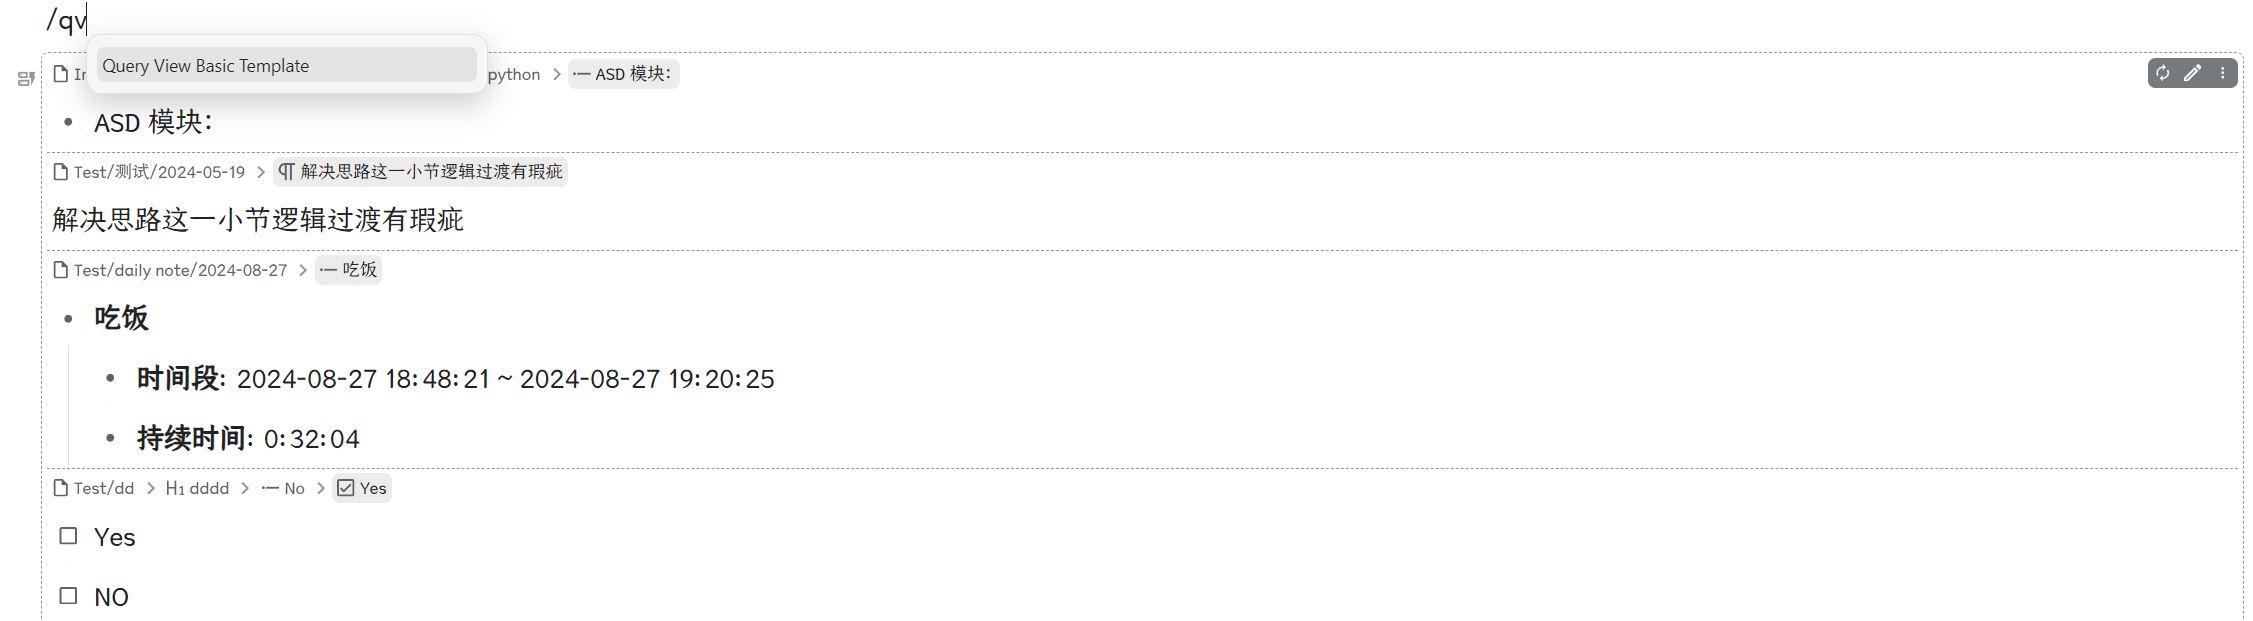 /qv
Query View Basic Template
python > ASD 模块：
• ASD 模块：
Test/测试/2024-05-19 > 解决思路这一小节逻辑过渡有瑕疵
解决思路这一小节逻辑过渡有瑕疵
Test/daily note/2024-08-27 > 吃饭
• 吃饭
• 时间段: 2024-08-27 18:48:21 ~ 2024-08-27 19:20:25
• 持续时间: 0:32:04
Test/dd > H1 dddd > No > Yes
Yes
NO